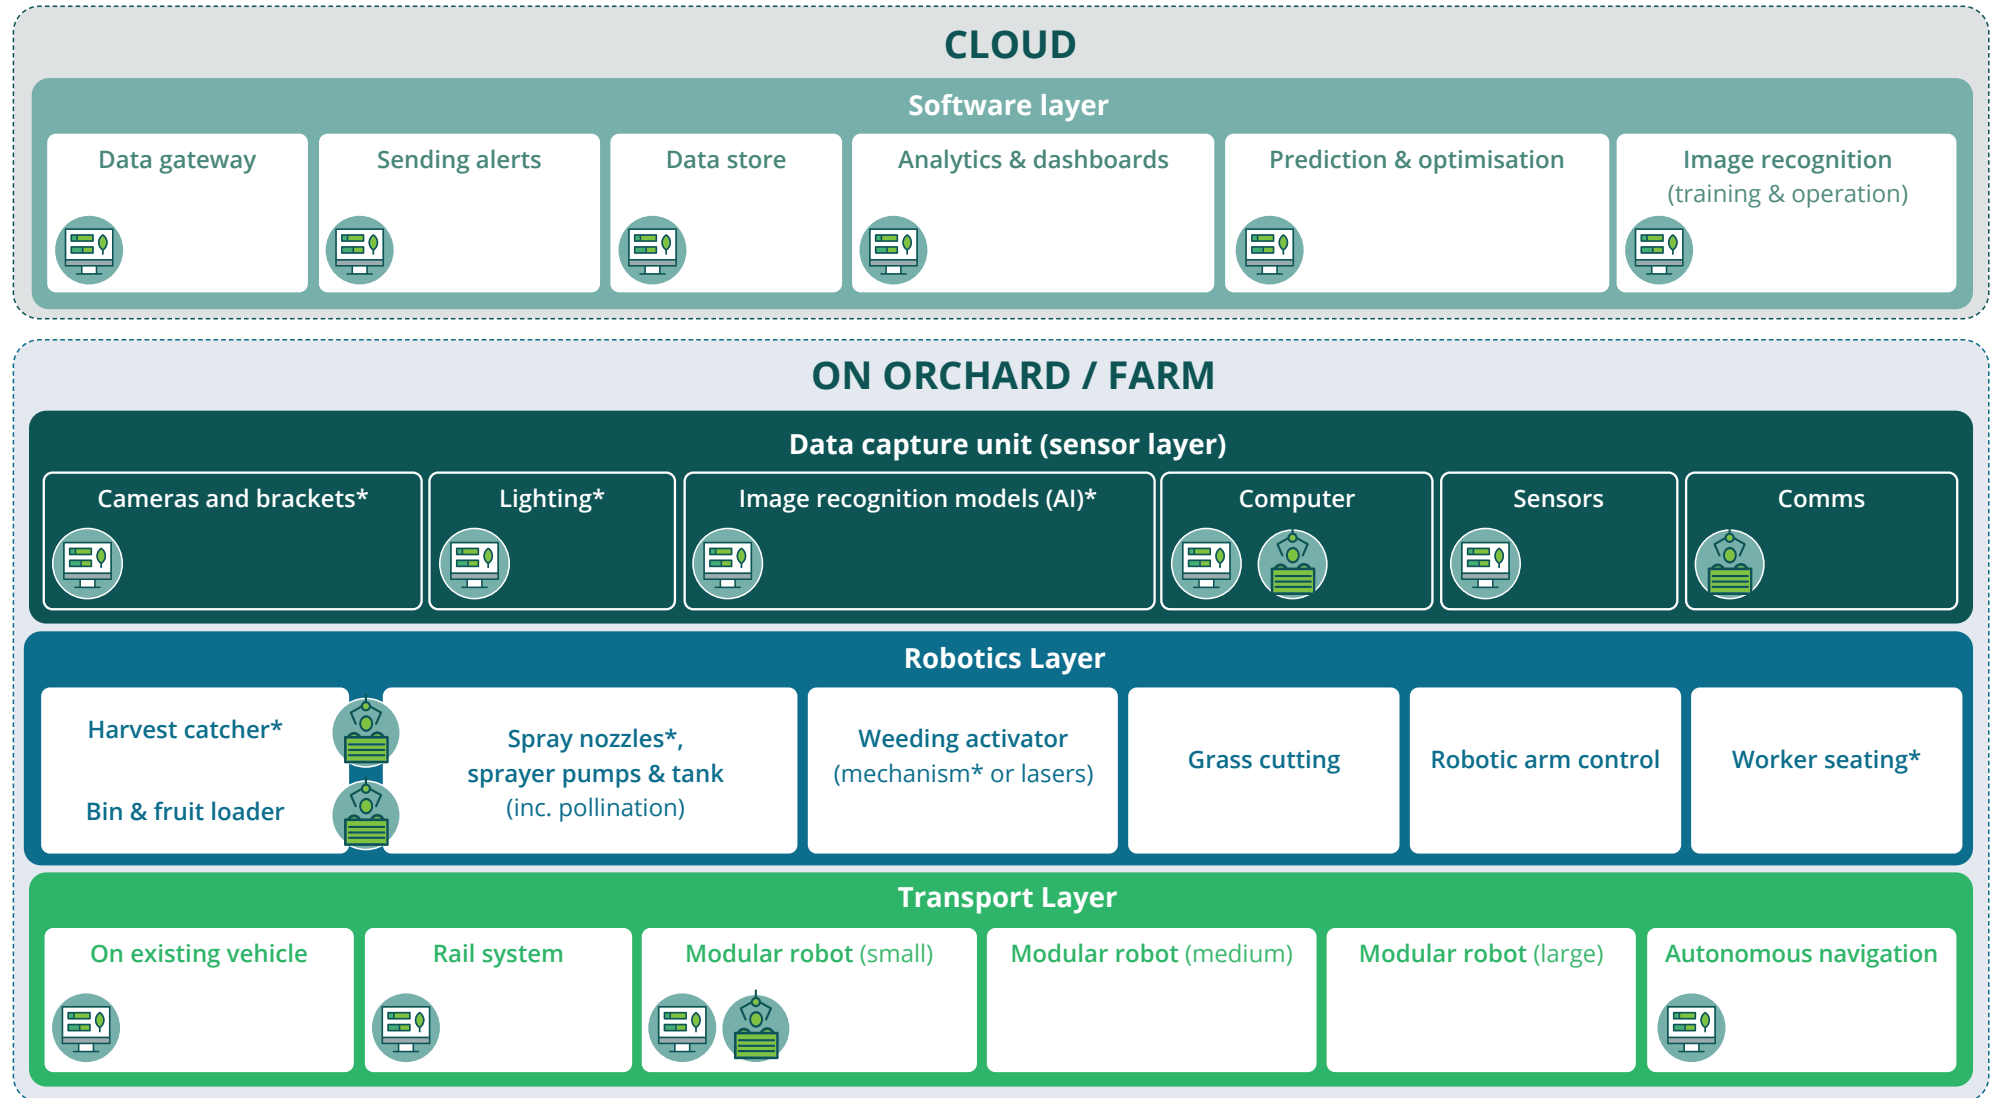 CLOUD
Software layer
Data gateway
Sending alerts
Data store
Analytics & dashboards
Prediction & optimisation
Image recognition
(training & operation)
ON ORCHARD / FARM
Data capture unit (sensor layer)
Cameras and brackets*
Lighting*
Image recognition models (AI)*
Computer
Sensors
Comms
Robotics Layer
Harvest catcher*
Bin & fruit loader
Spray nozzles*,
sprayer pumps & tank
(inc. pollination)
Weeding activator
(mechanism* or lasers)
Grass cutting
Robotic arm control
Worker seating*
Transport Layer
On existing vehicle
Rail system
Modular robot (small)
Modular robot (medium)
Modular robot (large)
Autonomous navigation